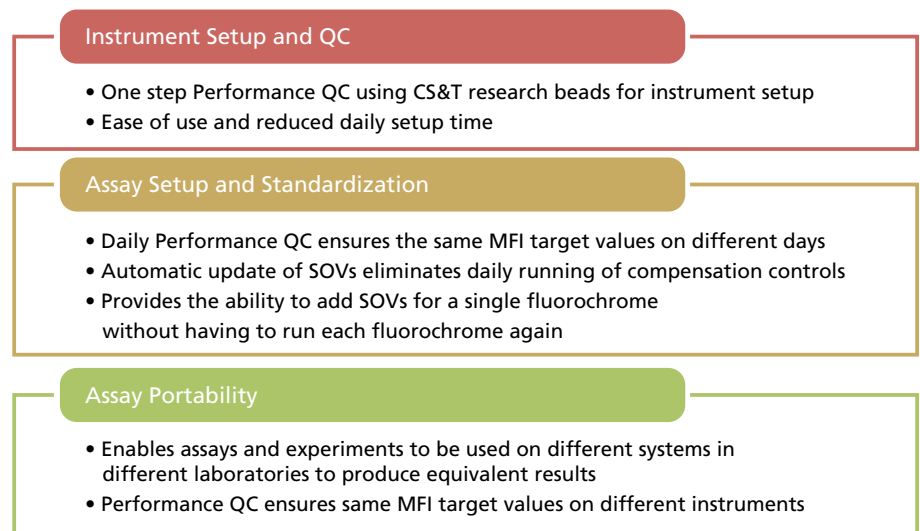 Instrument Setup and QC
• One step Performance QC using CS&T research beads for instrument setup
• Ease of use and reduced daily setup time
Assay Setup and Standardization
• Daily Performance QC ensures the same MFI target values on different days
• Automatic update of SOVs eliminates daily running of compensation controls
• Provides the ability to add SOVs for a single fluorochrome
without having to run each fluorochrome again
Assay Portability
• Enables assays and experiments to be used on different systems in
different laboratories to produce equivalent results
• Performance QC ensures same MFI target values on different instruments